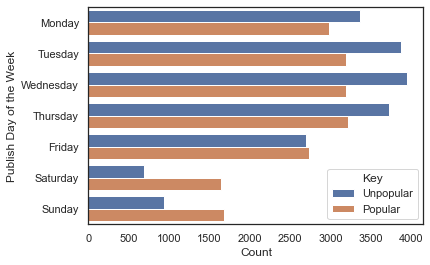 Publish Day of the Week
Monday
Tuesday
Wednesday
Thursday
Friday
Saturday
Sunday
Key
Unpopular
Popular
0 500 1000 1500 2000 2500 3000 3500 4000
Count